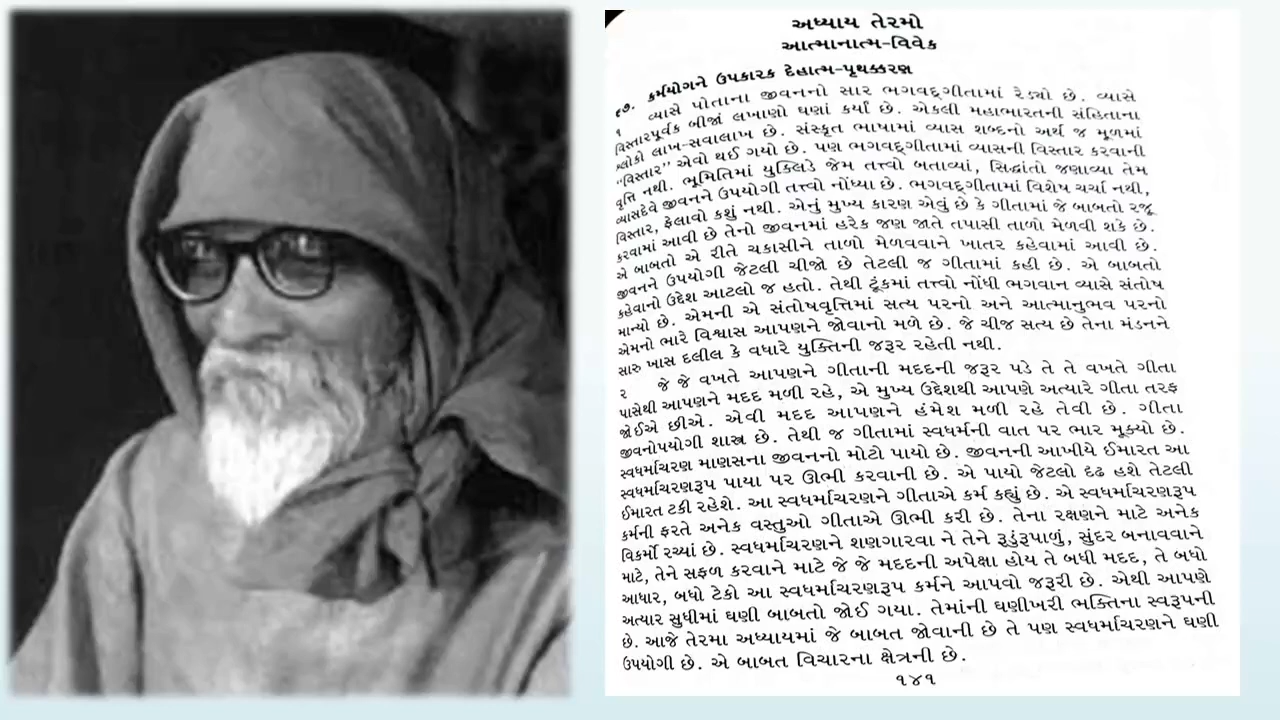 અધ્યાય તેરમો
આત્માનાત્મ-વિવેક
૬૭. કર્મયોગને ઉપકારક દેહાત્મ-પૃથક્કરણ
૧ વ્યાસે પોતાના જીવનનો સાર ભગવદ્ગીતામાં રેડ્યો છે. વ્યાસે
વિસ્તારપૂર્વક બીજાં લખાણો ઘણાં કર્યાં છે. એકલી મહાભારતની સંહિતાના
શ્લોકો લાખ-સવાલાખ છે. સંસ્કૃત ભાષામાં વ્યાસ શબ્દનો અર્થ જ મૂળમાં
“વિસ્તાર” એવો થઈ ગયો છે. પણ ભગવદ્ગીતામાં વ્યાસની વિસ્તાર કરવાની
વૃત્તિ નથી. ભૂમિતિમાં યુક્લિડે જેમ તત્ત્વો બતાવ્યાં, સિદ્ધાંતો જણાવ્યા તેમ
વ્યાસદેવે જીવનને ઉપયોગી તત્ત્વો નોંધ્યા છે. ભગવદ્ગીતામાં વિશેષ ચર્ચા નથી,
વિસ્તાર, ફેલાવો કશું નથી. એનું મુખ્ય કારણ એવું છે કે ગીતામાં જે બાબતો રજૂ
કરવામાં આવી છે તેનો જીવનમાં હરેક જણ જાતે તપાસી તાળો મેળવી શકે છે.
એ બાબતો એ રીતે ચકાસીને તાળો મેળવવાને ખાતર કહેવામાં આવી છે.
જીવનને ઉપયોગી જેટલી ચીજો છે તેટલી જ ગીતામાં કહી છે. એ બાબતો
કહેવાનો ઉદ્દેશ આટલો જ હતો. તેથી ટૂંકમાં તત્ત્વો નોંધી ભગવાન વ્યાસે સંતોષ
માન્યો છે. એમની એ સંતોષવૃત્તિમાં સત્ય પરનો અને આત્માનુભવ પરનો
એમનો ભારે વિશ્વાસ આપણને જોવાનો મળે છે. જે ચીજ સત્ય છે તેના મંડનને
સારુ ખાસ દલીલ કે વધારે યુક્તિની જરૂર રહેતી નથી.
૨ જે જે વખતે આપણને ગીતાની મદદની જરૂર પડે તે તે વખતે ગીતા
પાસેથી આપણને મદદ મળી રહે, એ મુખ્ય ઉદ્દેશથી આપણે અત્યારે ગીતા તરફ
જોઈએ છીએ. એવી મદદ આપણને હંમેશ મળી રહે તેવી છે. ગીતા
જીવનોપયોગી શાસ્ત્ર છે. તેથી જ ગીતામાં સ્વધર્મની વાત પર ભાર મૂક્યો છે.
સ્વધર્માચરણ માણસના જીવનનો મોટો પાયો છે. જીવનની આખીયે ઈમારત આ
સ્વધર્માચરણરૂપ પાયા પર ઊભી કરવાની છે. એ પાયો જેટલો દૃઢ હશે તેટલી
ઈમારત ટકી રહેશે. આ સ્વધર્માચરણને ગીતાએ કર્મ કહ્યું છે. એ સ્વધર્માચરણરૂપ
કર્મની ફરતે અનેક વસ્તુઓ ગીતાએ ઊભી કરી છે. તેના રક્ષણને માટે અનેક
વિકર્મો રચ્યાં છે. સ્વધર્માચરણને શણગારવા ને તેને રૂડુંરૂપાળું, સુંદર બનાવવાને
માટે, તેને સફળ કરવાને માટે જે જે મદદની અપેક્ષા હોય તે બધી મદદ, તે બધો
આધાર, બધો ટેકો આ સ્વધર્માચરણરૂપ કર્મને આપવો જરૂરી છે. એથી આપણે
અત્યાર સુધીમાં ઘણી બાબતો જોઈ ગયા. તેમાંની ઘણીખરી ભક્તિના સ્વરૂપની
છે. આજે તેરમા અધ્યાયમાં જે બાબત જોવાની છે તે પણ સ્વધર્માચરણને ઘણી
ઉપયોગી છે. એ બાબત વિચારના ક્ષેત્રની છે.
૧૪૧